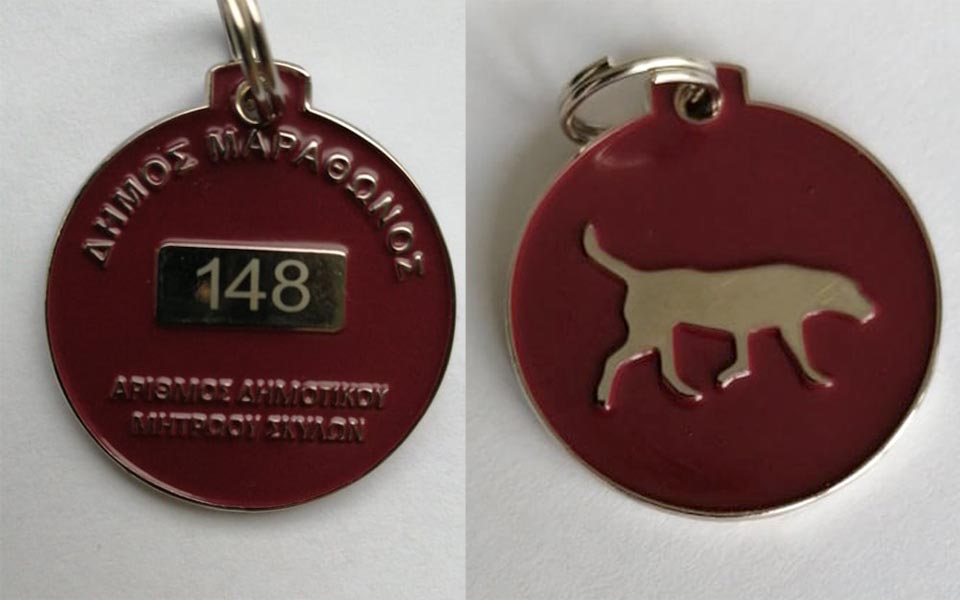 ΔΗΜΟΣ ΜΑΡΑΘΩΝΟΣ
148
ΑΡΙΘΜΟΣ ΔΗΜΟΤΙΚΟΥ
ΜΗΤΡΩΟΥ ΣΚΥΛΩΝ